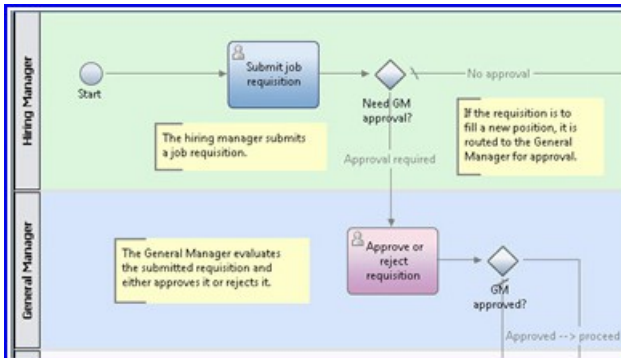 Hiring Manager
Start
Submit job
requisition
Need GM
approval?
No approval
The hiring manager submits
a job requisition.
If the requisition is to
fill a new position, it is
routed to the General
Manager for approval.
Approval required
General Manager
The General Manager evaluates
the submitted requisition and
either approves it or rejects it.
Approve or
reject
requisition
GM
approved?
Approved --> proceed